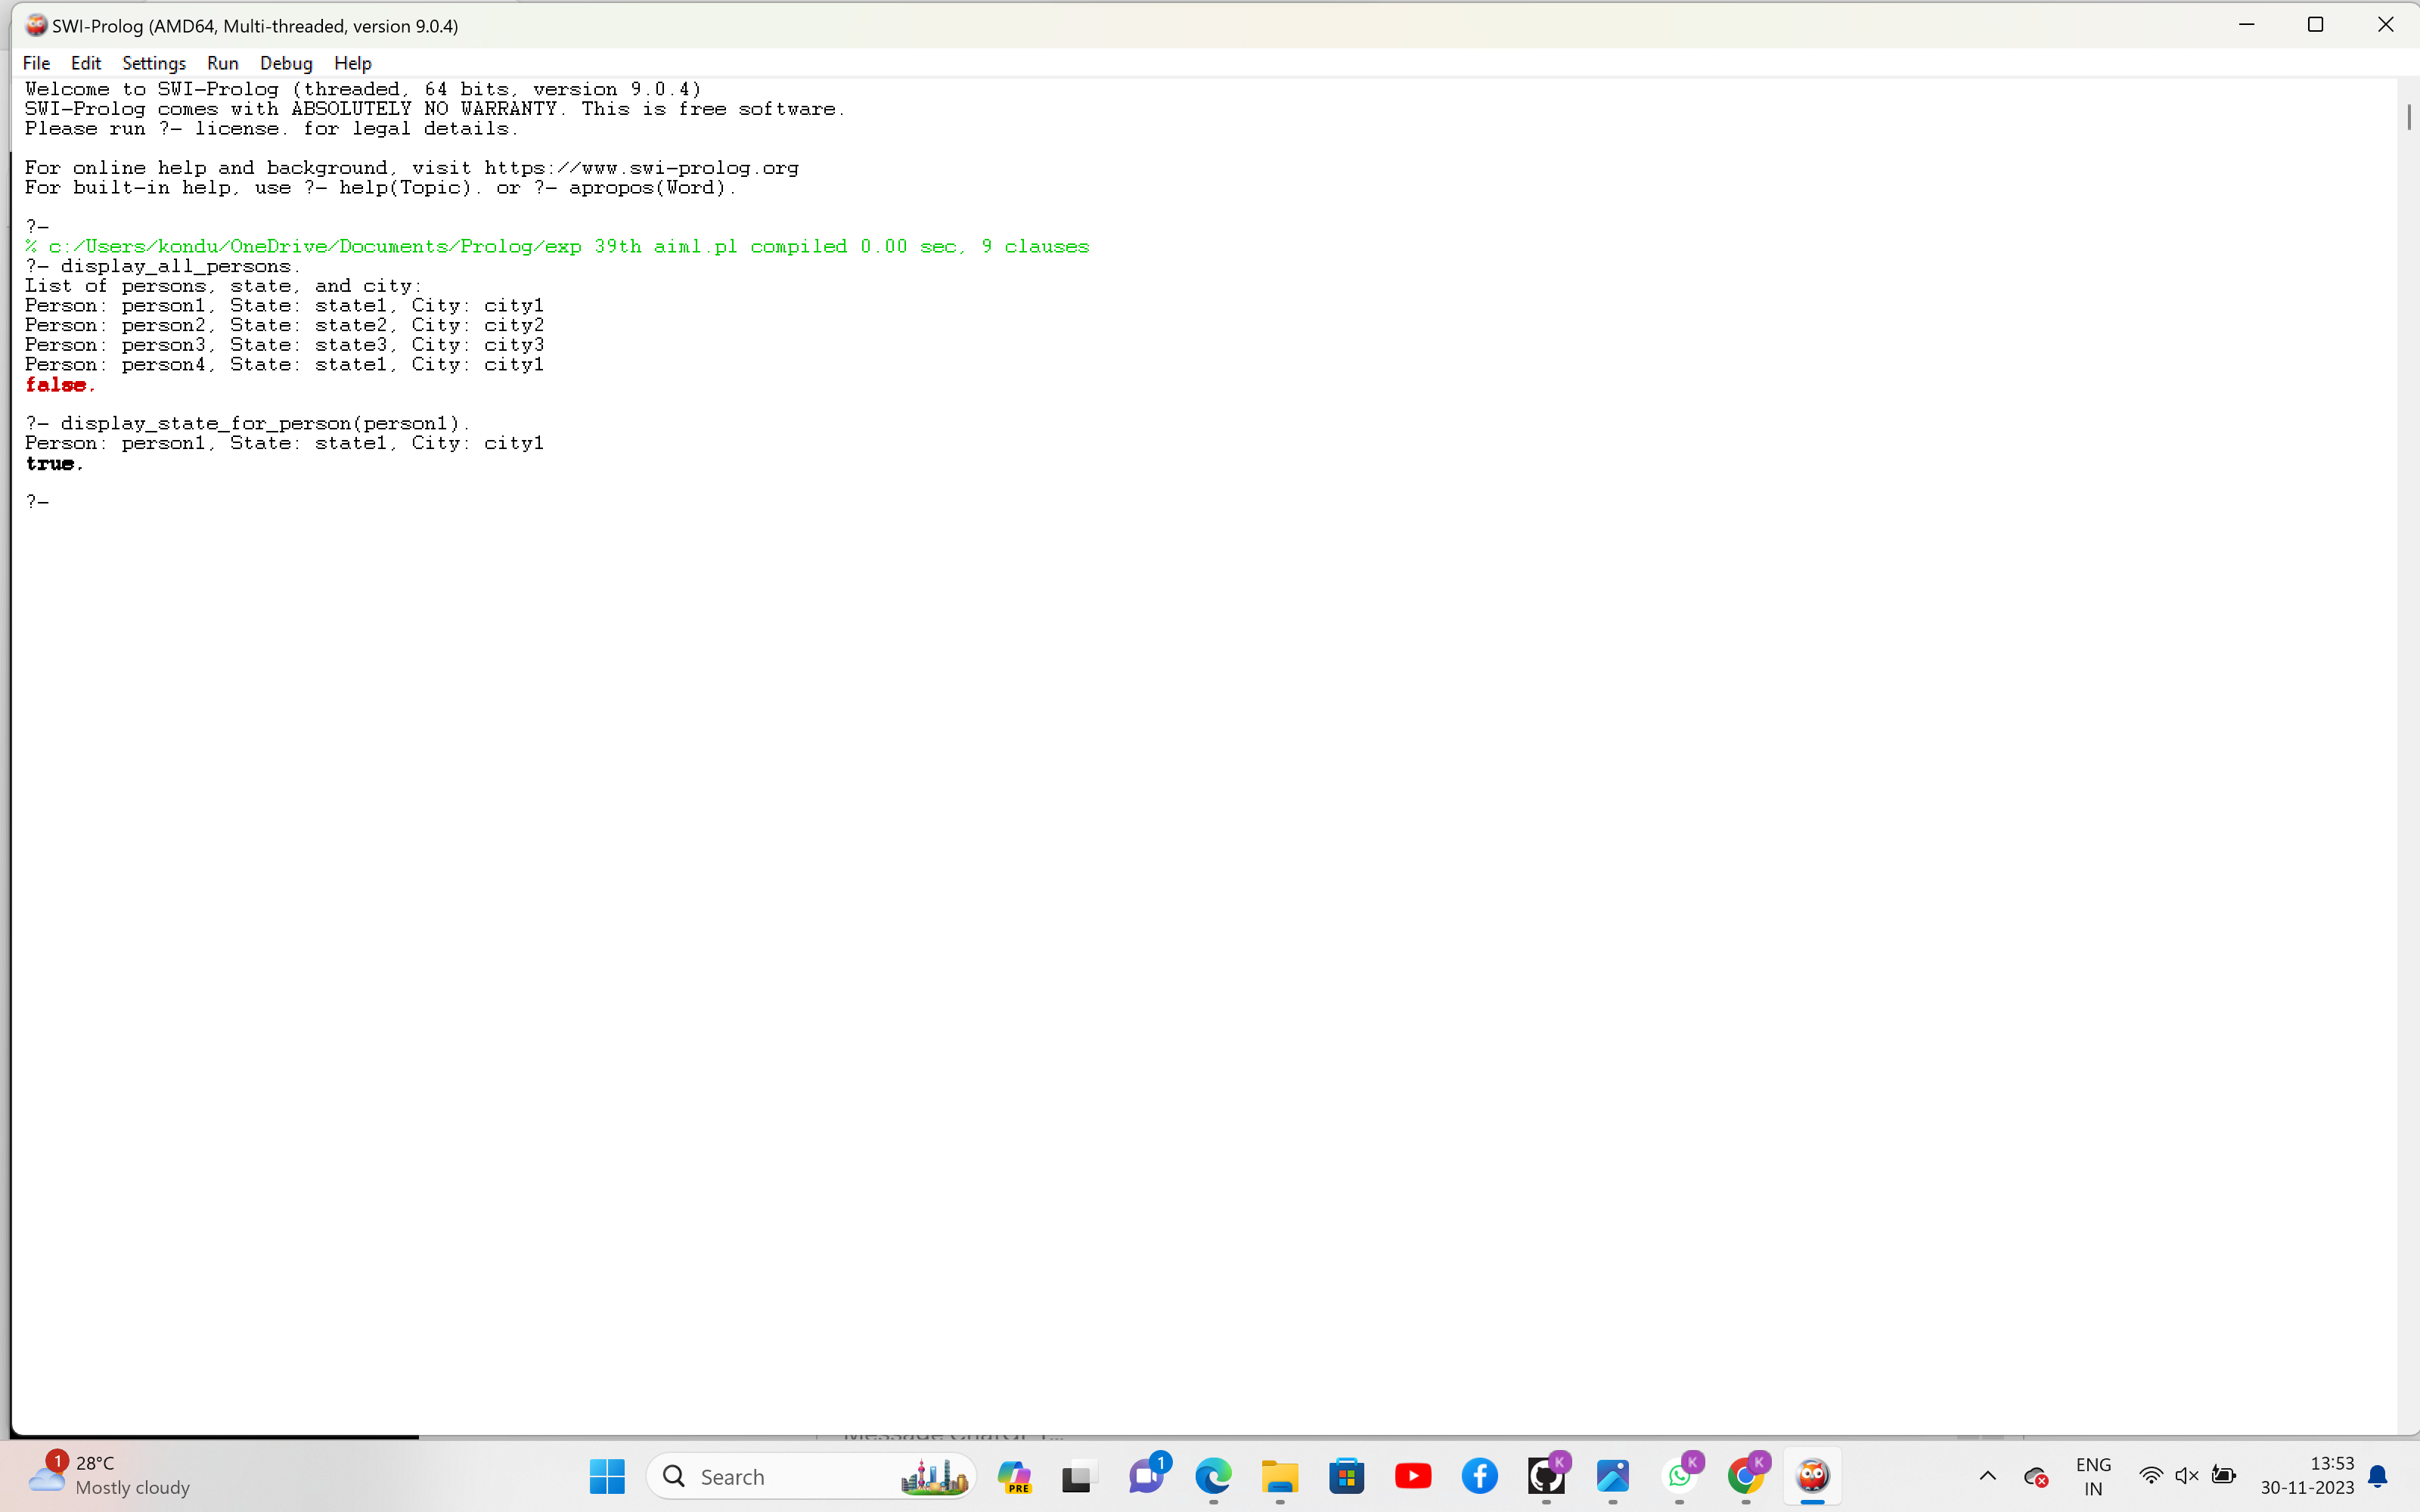 SWI-Prolog (AMD64, Multi-threaded, version 9.0.4)
File Edit Settings Run Debug Help
Welcome to SWI-Prolog (threaded, 64 bits, version 9.0.4)
SWI-Prolog comes with ABSOLUTELY NO WARRANTY. This is free software.
Please run ?- license. for legal details.
For online help and background, visit https://www.swi-prolog.org
For built-in help, use ?- help(Topic). or ?- apropos(Word).
?-
% c:/Users/kondu/OneDrive/Documents/Prolog/exp 39th aiml.pl compiled 0.00 sec, 9 clauses
?- display_all_persons.
List of persons, state, and city:
Person: person1, State: state1, City: city1
Person: person2, State: state2, City: city2
Person: person3, State: state3, City: city3
Person: person4, State: state1, City: city1
false.
?- display_state_for_person(person1).
Person: person1, State: state1, City: city1
true.
?-
1 28°C
Mostly cloudy
Search
PRE
1
K
K
K
ENG
IN
13:53
30-11-2023